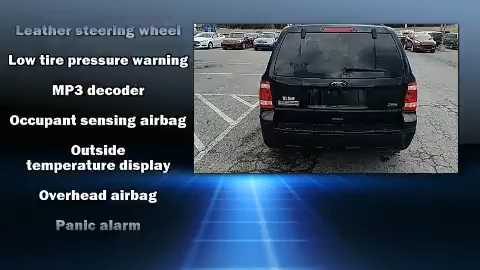 Leather steering wheel
Low tire pressure warning
MP3 decoder
Occupant sensing airbag
Outside
temperature display
Overhead airbag
Panic alarm